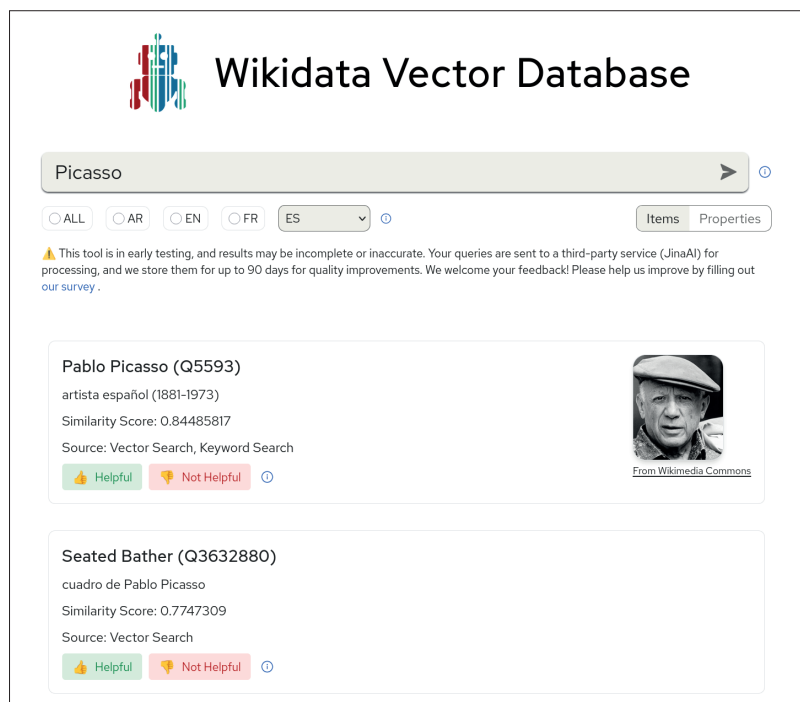 Wikidata Vector Database
Picasso
ALL AR EN FR ES
Items Properties
⚠️ This tool is in early testing, and results may be incomplete or inaccurate. Your queries are sent to a third-party service (JinaAI) for
processing, and we store them for up to 90 days for quality improvements. We welcome your feedback! Please help us improve by filling out
our survey .
Pablo Picasso (Q5593)
artista español (1881-1973)
Similarity Score: 0.84485817
Source: Vector Search, Keyword Search
👍 Helpful 👎 Not Helpful
From Wikimedia Commons
Seated Bather (Q3632880)
cuadro de Pablo Picasso
Similarity Score: 0.7747309
Source: Vector Search
👍 Helpful 👎 Not Helpful